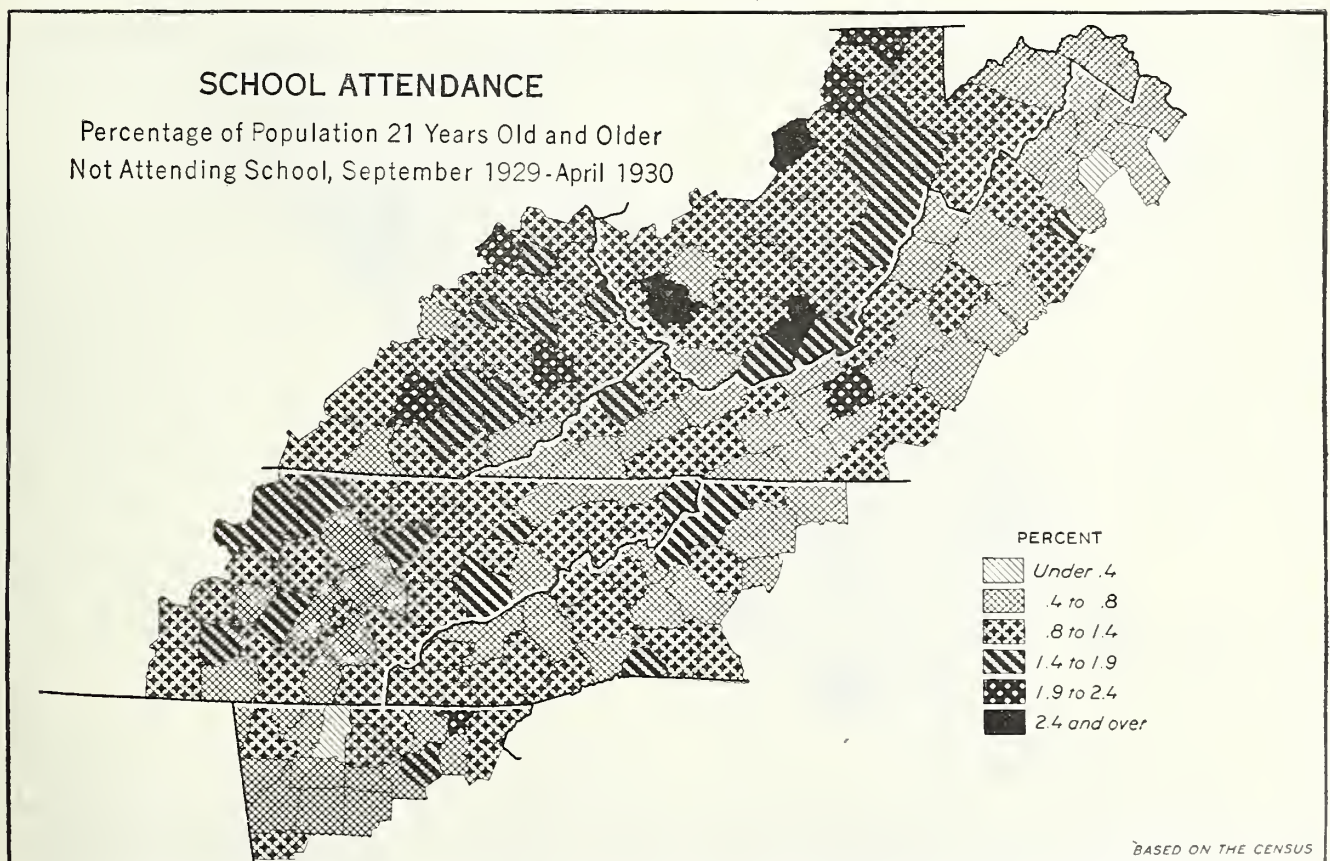 SCHOOL ATTENDANCE
Percentage of Population 21 Years Old and Older
Not Attending School, September 1929-April 1930
PERCENT
Under .4
.4 to .8
.8 to 1.4
1.4 to 1.9
1.9 to 2.4
2.4 and over
BASED ON THE CENSUS